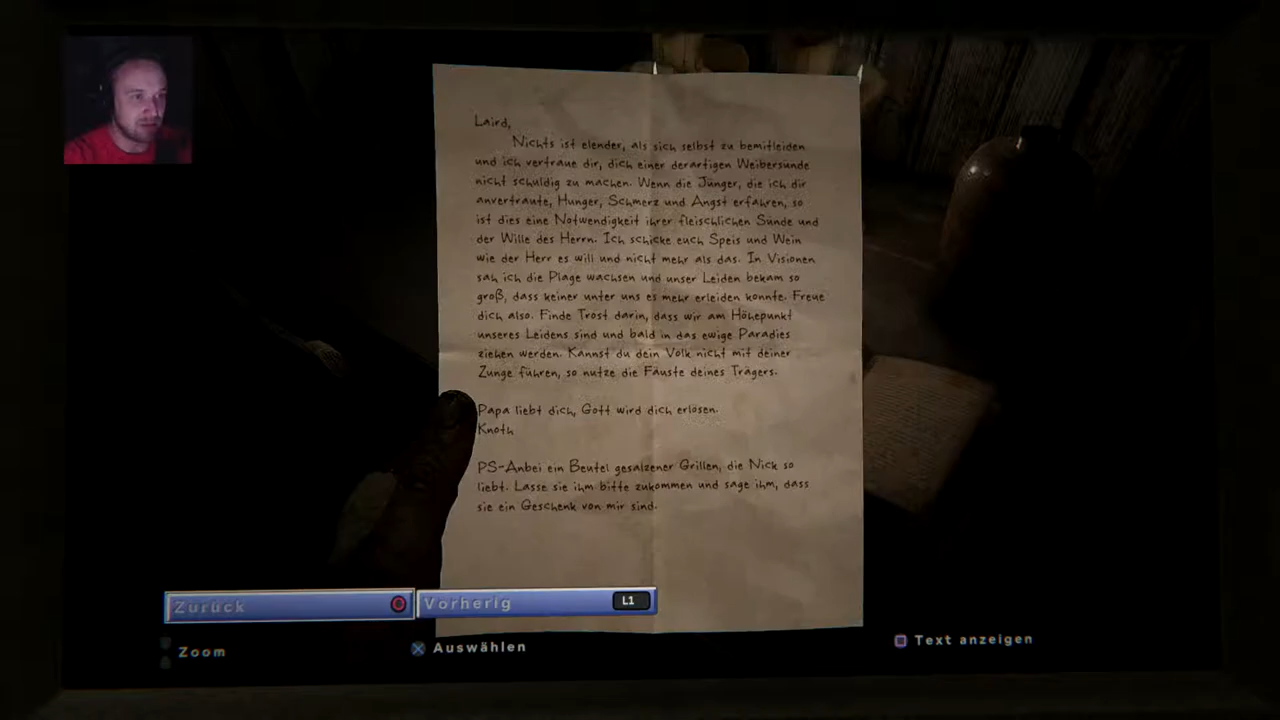 Laird,
Nichts ist elender, als sich selbst zu bemitleiden
und ich vertraue dir, dich einer derartigen Weibersünde
nicht schuldig zu machen. Wenn die Jünger, die ich dir
anvertraute, Hunger, Schmerz und Angst erfahren, so
ist dies eine Notwendigkeit ihrer fleischlichen Sünde und
der Wille des Herrn. Ich schicke euch Speis und Wein
wie der Herr es will und nicht mehr als das. In Visionen
sah ich die Plage wachsen und unser Leiden bekam so
groß, dass keiner unter uns es mehr erleiden konnte. Freue
dich also. Finde Trost darin, dass wir am Höhepunkt
unseres Leidens sind und bald in das ewige Paradies
ziehen werden. Kannst du dein Volk nicht mit deiner
Zunge führen, so nutze die Fäuste deines Trägers.
Papa liebt dich, Gott wird dich erlösen.
Knoth
PS-Anbei ein Beutel gesalzener Grillen, die Nick so
liebt. Lasse sie ihm bitte zukommen und sage ihm, dass
sie ein Geschenk von mir sind.
Zurück
Vorherig L1
Zoom
Auswählen
Text anzeigen